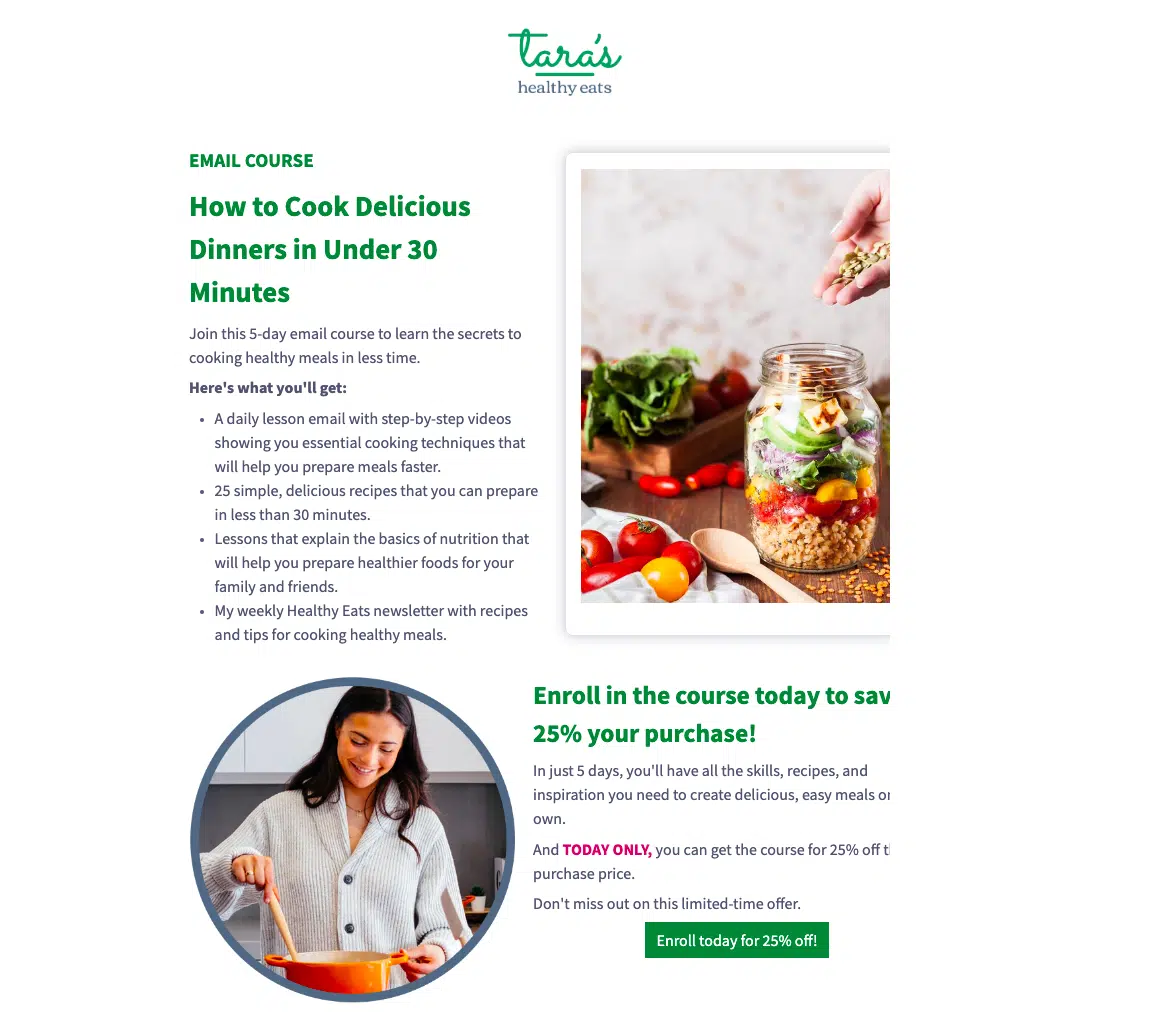 tara's
healthy eats
EMAIL COURSE
How to Cook Delicious
Dinners in Under 30
Minutes
Join this 5-day email course to learn the secrets to
cooking healthy meals in less time.
Here's what you'll get:
• A daily lesson email with step-by-step videos
showing you essential cooking techniques that
will help you prepare meals faster.
• 25 simple, delicious recipes that you can prepare
in less than 30 minutes.
• Lessons that explain the basics of nutrition that
will help you prepare healthier foods for your
family and friends.
• My weekly Healthy Eats newsletter with recipes
and tips for cooking healthy meals.
Enroll in the course today to sav
25% your purchase!
In just 5 days, you'll have all the skills, recipes, and
inspiration you need to create delicious, easy meals
own.
And TODAY ONLY, you can get the course for 25% off
purchase price.
Don't miss out on this limited-time offer.
Enroll today for 25% off!